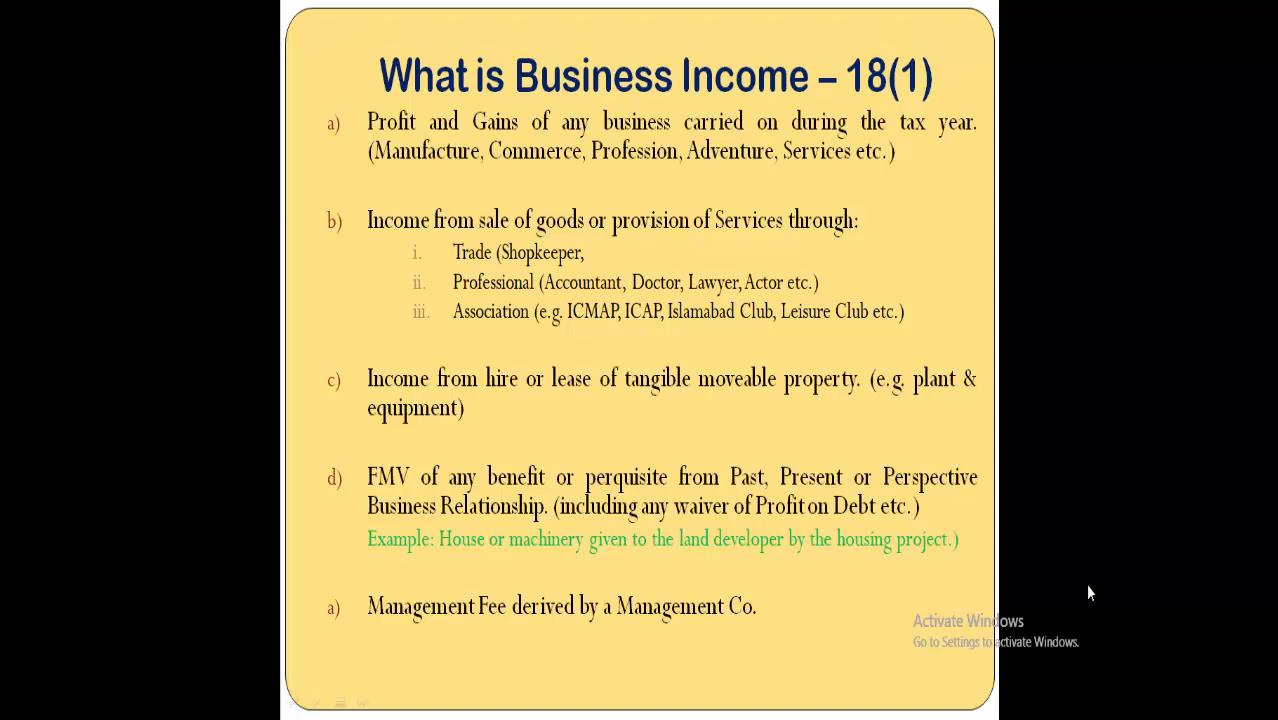 What is Business Income – 18(1)
a) Profit and Gains of any business carried on during the tax year.
(Manufacture, Commerce, Profession, Adventure, Services etc.)
b) Income from sale of goods or provision of Services through:
i. Trade (Shopkeeper,
ii. Professional (Accountant, Doctor, Lawyer, Actor etc.)
iii. Association (e.g. ICMAP, ICAP, Islamabad Club, Leisure Club etc.)
c) Income from hire or lease of tangible moveable property. (e.g. plant &
equipment)
d) FMV of any benefit or perquisite from Past, Present or Perspective
Business Relationship. (including any waiver of Profit on Debt etc.)
Example: House or machinery given to the land developer by the housing project.)
a) Management Fee derived by a Management Co.
Activate Windows
Go to Settings to activate Windows.